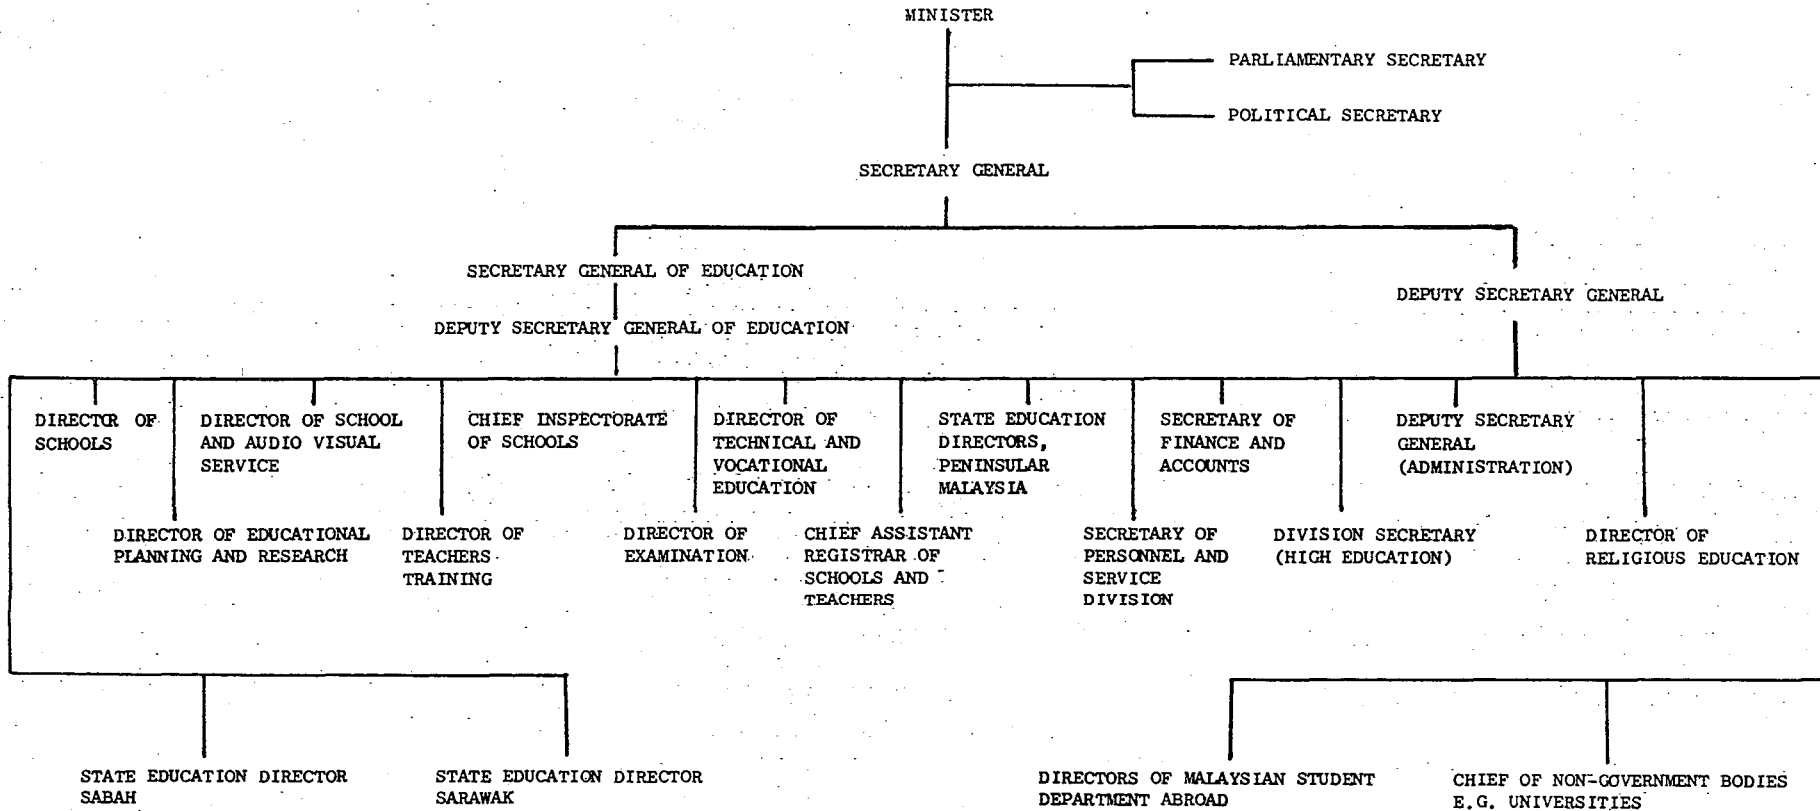 MINISTER
PARLIAMENTARY SECRETARY
POLITICAL SECRETARY
SECRETARY GENERAL
SECRETARY GENERAL OF EDUCATION
DEPUTY SECRETARY GENERAL
DEPUTY SECRETARY GENERAL OF EDUCATION
DIRECTOR OF
SCHOOLS
DIRECTOR OF SCHOOL
AND AUDIO VISUAL
SERVICE
CHIEF INSPECTORATE
OF SCHOOLS
DIRECTOR OF
TECHNICAL AND
VOCATIONAL
EDUCATION
STATE EDUCATION
DIRECTORS,
PENINSULAR
MALAYSIA
SECRETARY OF
FINANCE AND
ACCOUNTS
DEPUTY SECRETARY
GENERAL
(ADMINISTRATION)
DIRECTOR OF EDUCATIONAL
PLANNING AND RESEARCH
DIRECTOR OF
TEACHERS
TRAINING
DIRECTOR OF
EXAMINATION
CHIEF ASSISTANT
REGISTRAR OF
SCHOOLS AND
TEACHERS
SECRETARY OF
PERSONNEL AND
SERVICE
DIVISION
DIVISION SECRETARY
(HIGH EDUCATION)
DIRECTOR OF
RELIGIOUS EDUCATION
STATE EDUCATION DIRECTOR
SABAH
STATE EDUCATION DIRECTOR
SARAWAK
DIRECTORS OF MALAYSIAN STUDENT
DEPARTMENT ABROAD
CHIEF OF NON-GOVERNMENT BODIES
E.G. UNIVERSITIES